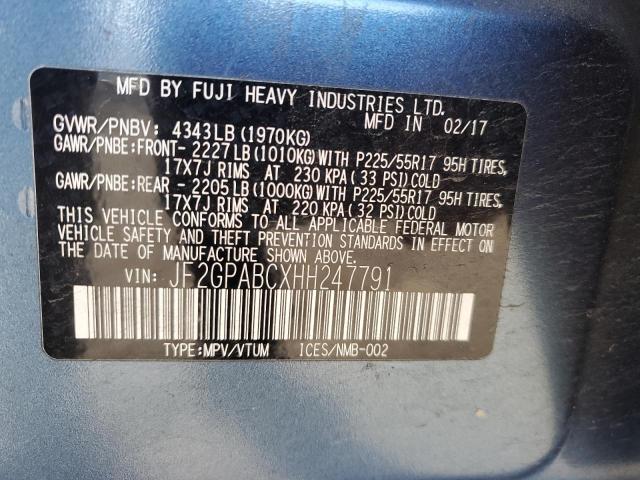 MFD BY FUJI HEAVY INDUSTRIES LTD.
MFD IN 02/17
GVWR/PNBV: 4343LB(1970KG)
GAWR/PNBE:FRONT- 2227LB(1010KG)WITH P225/55R17 95H TIRES,
17X7J RIMS AT 230 KPA(33 PSI)COLD
GAWR/PNBE:REAR - 2205LB(1000KG)WITH P225/55R17 95H TIRES,
17X7J RIMS AT 220 KPA(32 PSI)COLD
THIS VEHICLE CONFORMS TO ALL APPLICABLE FEDERAL MOTOR
VEHICLE SAFETY AND THEFT PREVENTION STANDARDS IN EFFECT ON
THE DATE OF MANUFACTURE SHOWN ABOVE.
VIN: JF2GPABCXHH247791
TYPE:MPV/VTUM ICES/NMB-002